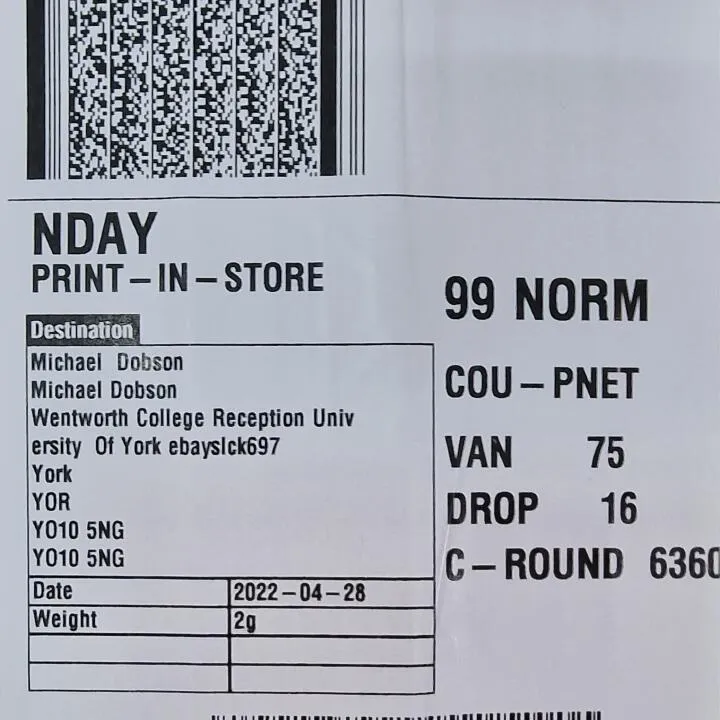 NDAY
PRINT-IN-STORE
Destination
Michael Dobson
Michael Dobson
Wentworth College Reception Univ
ersity Of York ebayslck697
York
YOR
YO10 5NG
YO10 5NG
Date 2022-04-28
Weight 2g
99 NORM
COU-PNET
VAN 75
DROP 16
C-ROUND 6360